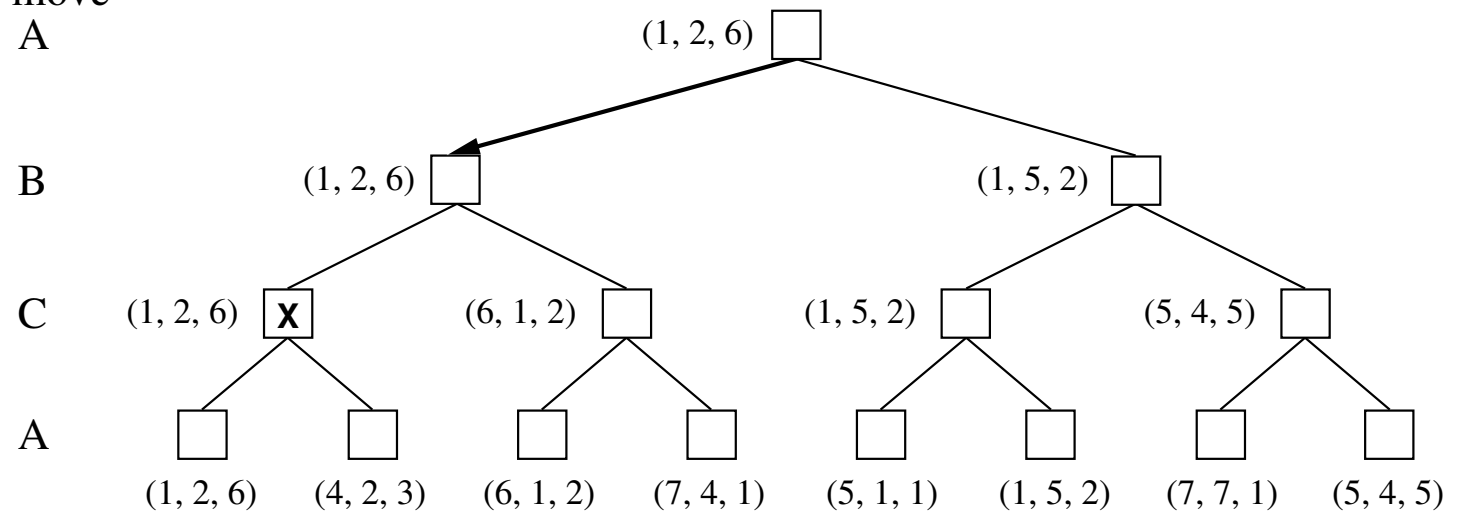 move
A (1, 2, 6)
B (1, 2, 6) (1, 5, 2)
C (1, 2, 6) X (6, 1, 2) (1, 5, 2) (5, 4, 5)
A
(1, 2, 6) (4, 2, 3) (6, 1, 2) (7, 4, 1) (5, 1, 1) (1, 5, 2) (7, 7, 1) (5, 4, 5)